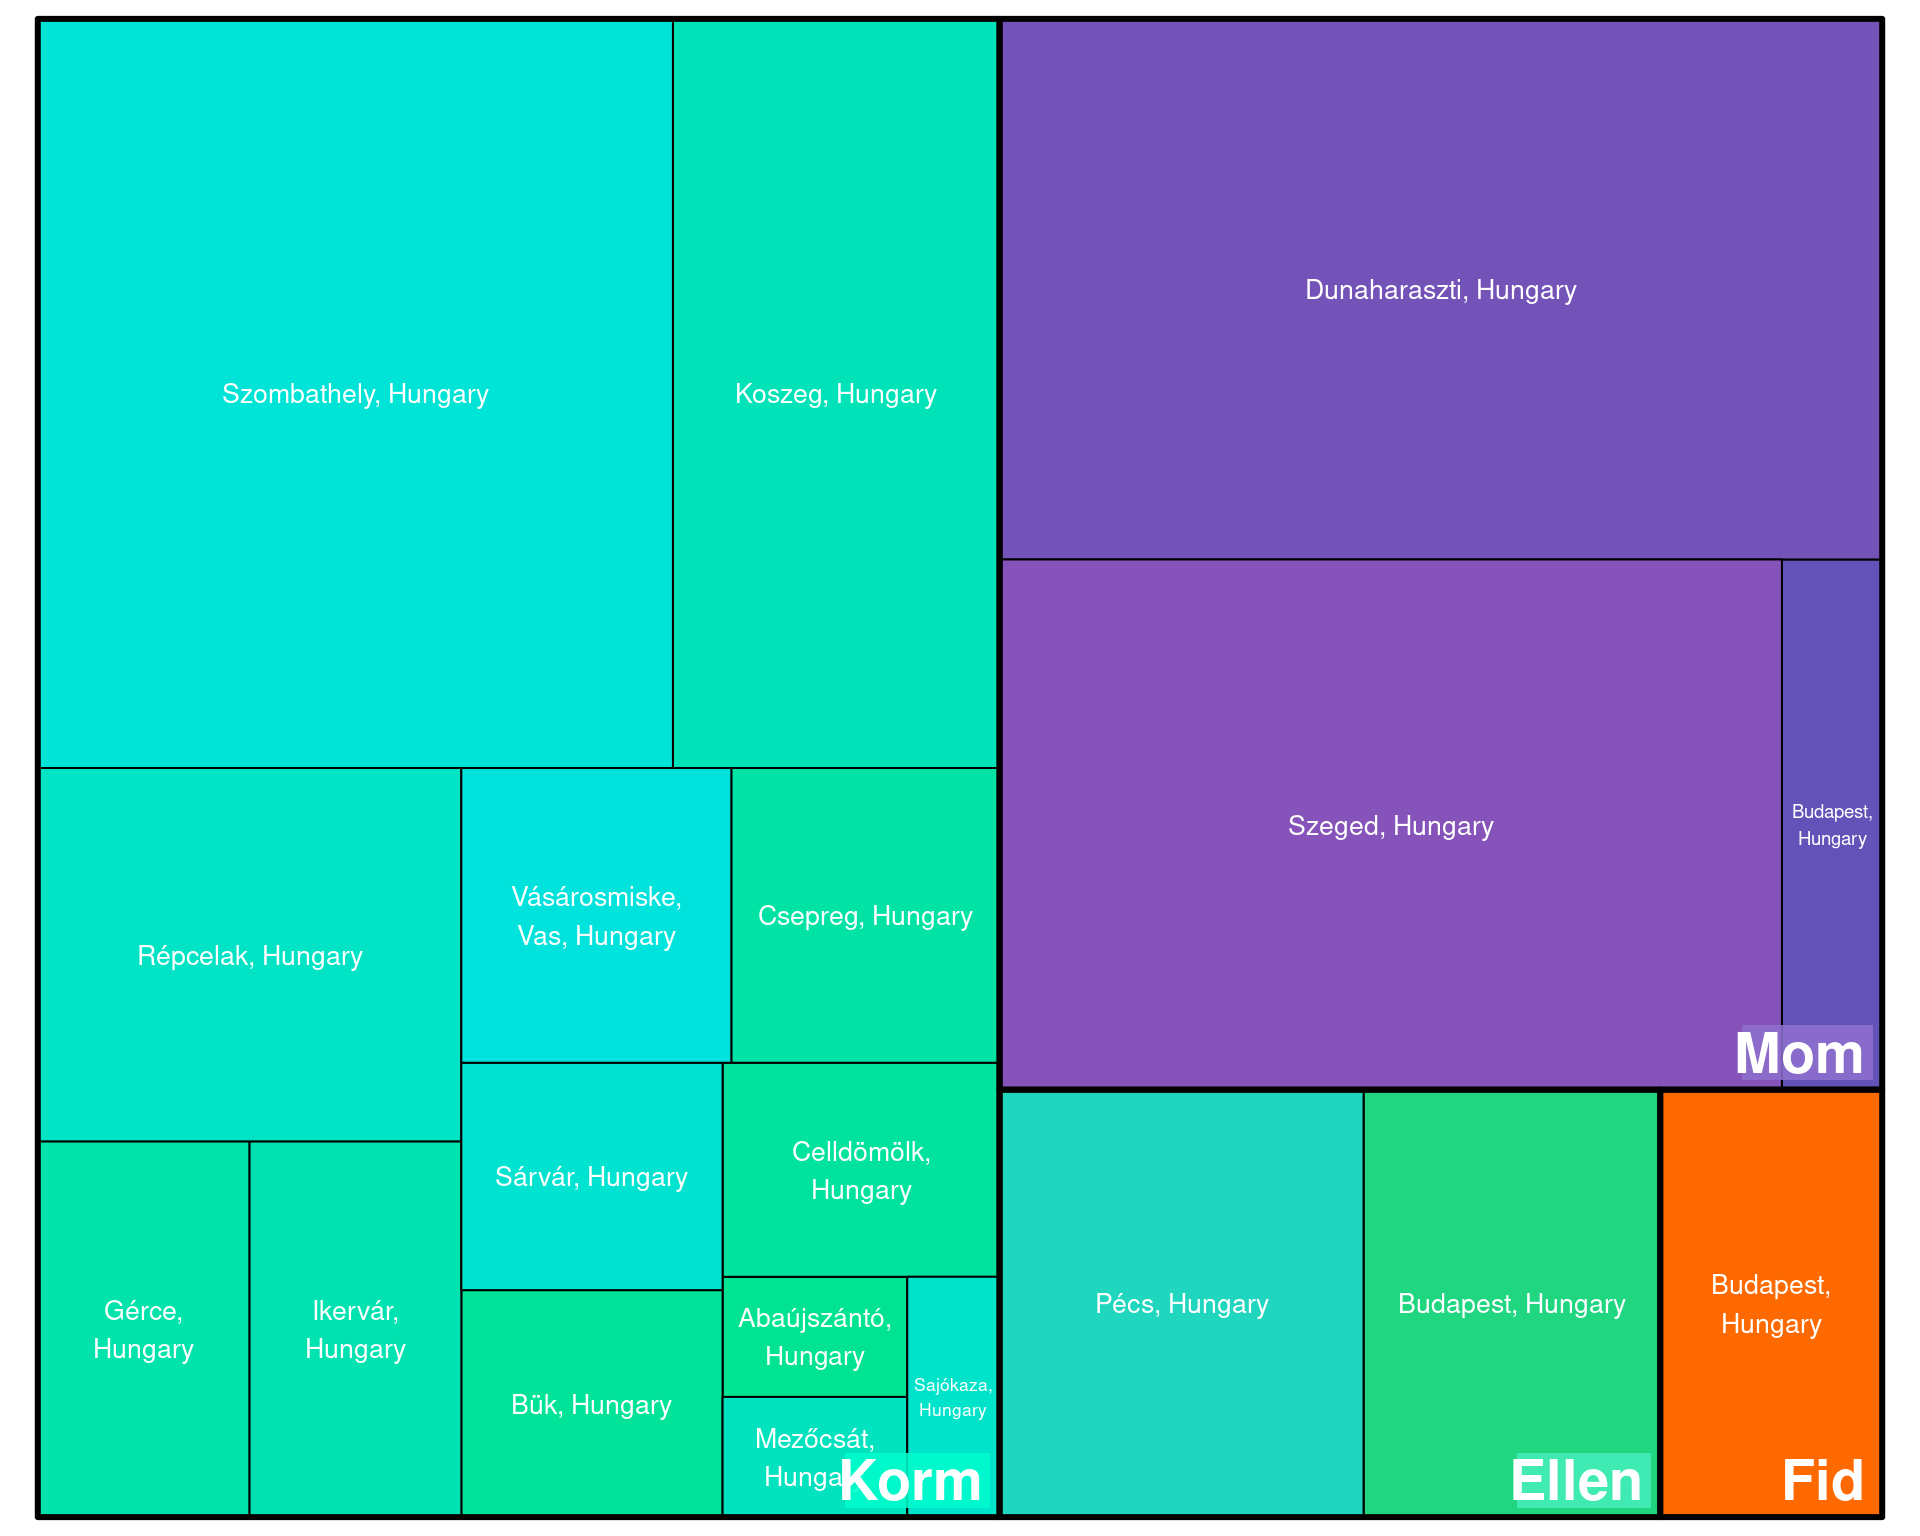 Szombathely, Hungary
Koszeg, Hungary
Répcelak, Hungary
Vásárosmiske,
Vas, Hungary
Csepreg, Hungary
Sárvár, Hungary
Celldömölk,
Hungary
Gérce,
Hungary
Ikervár,
Hungary
Bük, Hungary
Abaújszántó,
Hungary
Mezőcsát,
Hunga
Sajókaza,
Hungary
Korm
Dunaharaszti, Hungary
Szeged, Hungary
Budapest,
Hungary
Mom
Pécs, Hungary
Budapest, Hungary
Ellen
Budapest,
Hungary
Fid